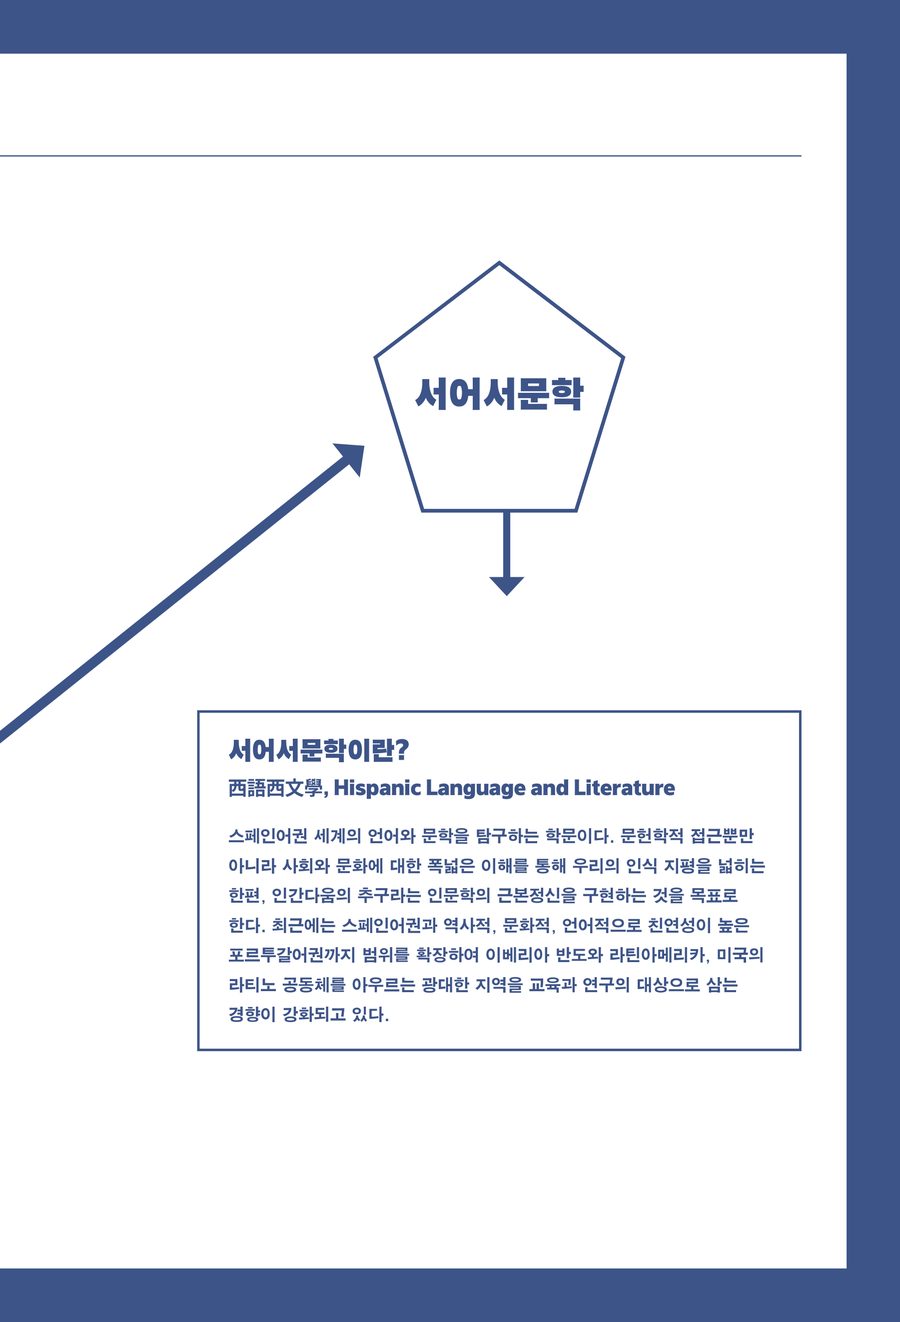 서어서문학
서어서문학이란?
西語西文學, Hispanic Language and Literature
스페인어권 세계의 언어와 문학을 탐구하는 학문이다. 문헌학적 접근뿐만
아니라 사회와 문화에 대한 폭넓은 이해를 통해 우리의 인식 지평을 넓히는
한편, 인간다움의 추구라는 인문학의 근본정신을 구현하는 것을 목표로
한다. 최근에는 스페인어권과 역사적, 문화적, 언어적으로 친연성이 높은
포르투갈어권까지 범위를 확장하여 이베리아 반도와 라틴아메리카, 미국의
라티노 공동체를 아우르는 광대한 지역을 교육과 연구의 대상으로 삼는
경향이 강화되고 있다.